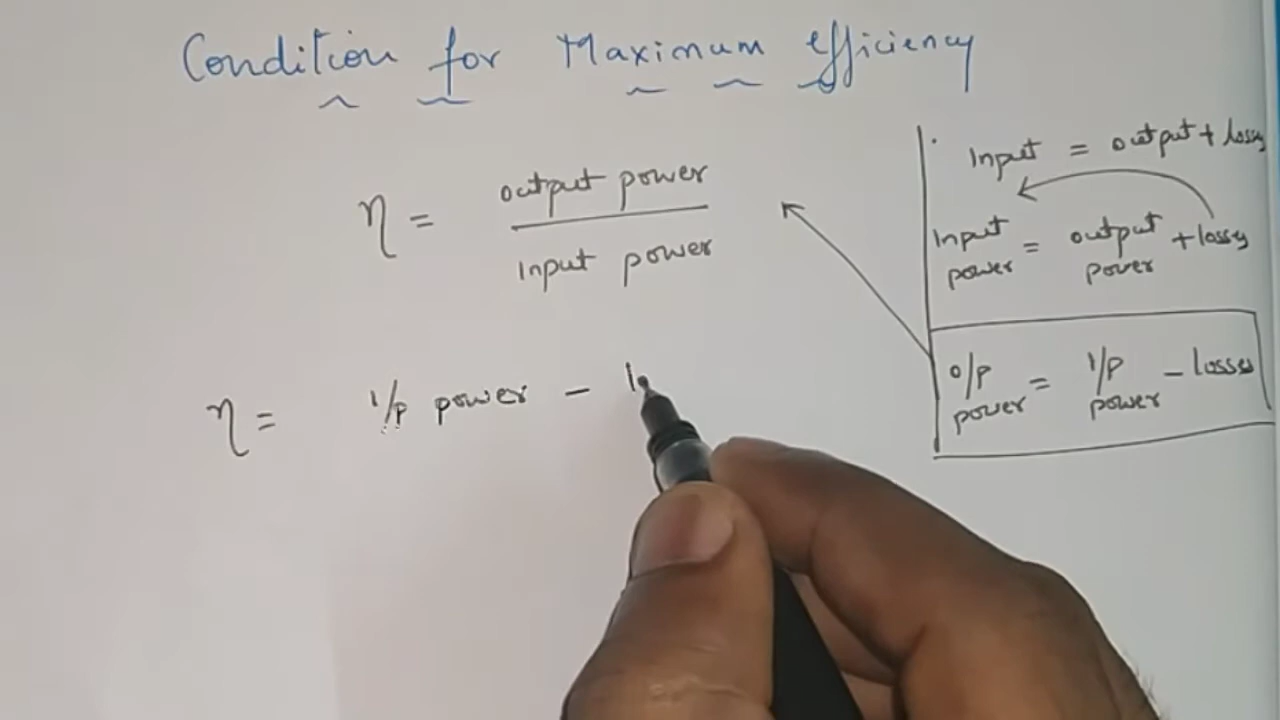 Condition for Maximum efficiency
η = output power / input power
η = I/p power - l
Input = output + losses
Input power = output power + losses
o/p power = I/p power - losses